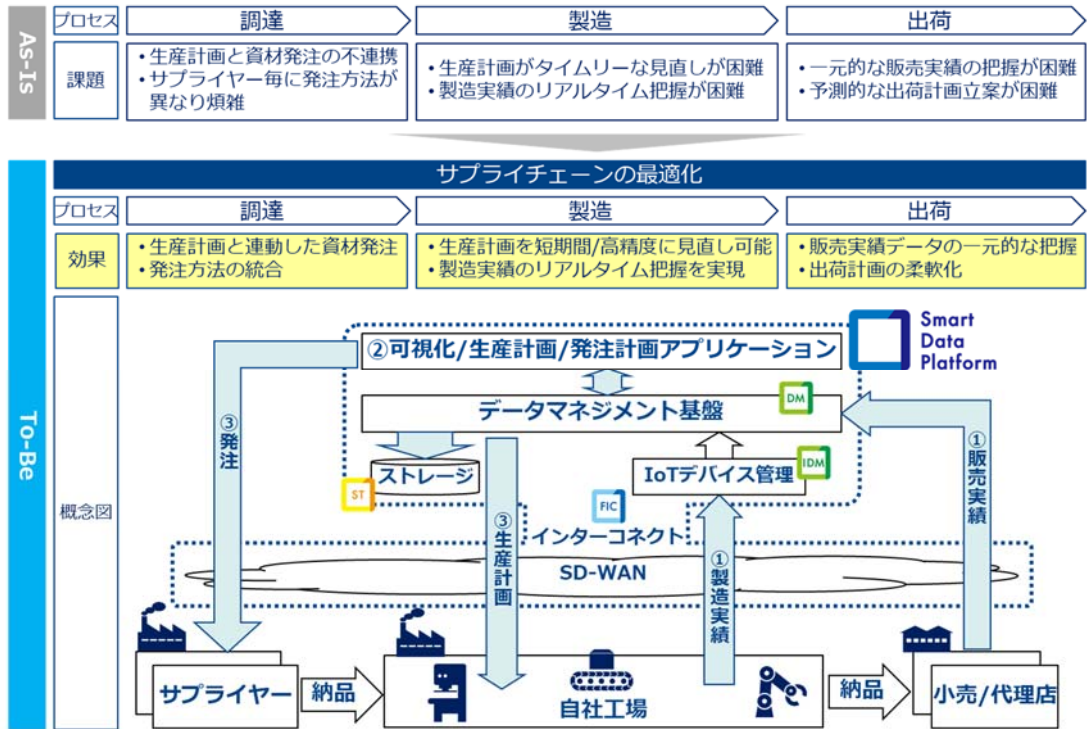 As-Is
プロセス
調達
製造
出荷
課題
・生産計画と資材発注の不連携
・サプライヤー毎に発注方法が
異なり煩雑
・生産計画がタイムリーな見直しが困難
・製造実績のリアルタイム把握が困難
・一元的な販売実績の把握が困難
・予測的な出荷計画立案が困難
To-Be
サプライチェーンの最適化
プロセス
調達
製造
出荷
効果
・生産計画と連動した資材発注
・発注方法の統合
・生産計画を短期間/高精度に見直し可能
・製造実績のリアルタイム把握を実現
・販売実績データの一元的な把握
・出荷計画の柔軟化
概念図
Smart
Data
Platform
②可視化/生産計画/発注計画アプリケーション
データマネジメント基盤
DM
③発注
ストレージ
ST
IoTデバイス管理
IDM
①販売実績
FIC
インターコネクト
③生産計画
①製造実績
SD-WAN
サプライヤー
納品
自社工場
納品
小売/代理店